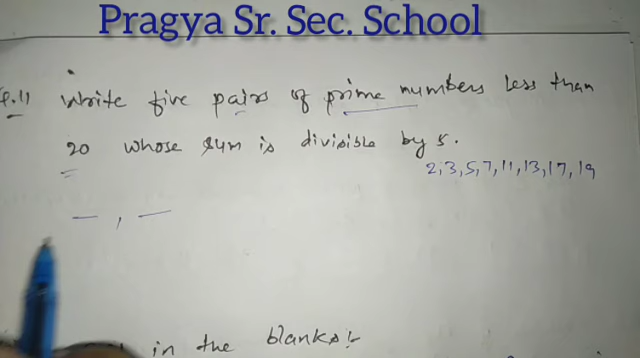 Pragya Sr. Sec. School
Q.1) Write five pairs of prime numbers less than
20 whose sum is divisible by 5.
2,3,5,7,11,13,17,19
— , —
in the blanks:-